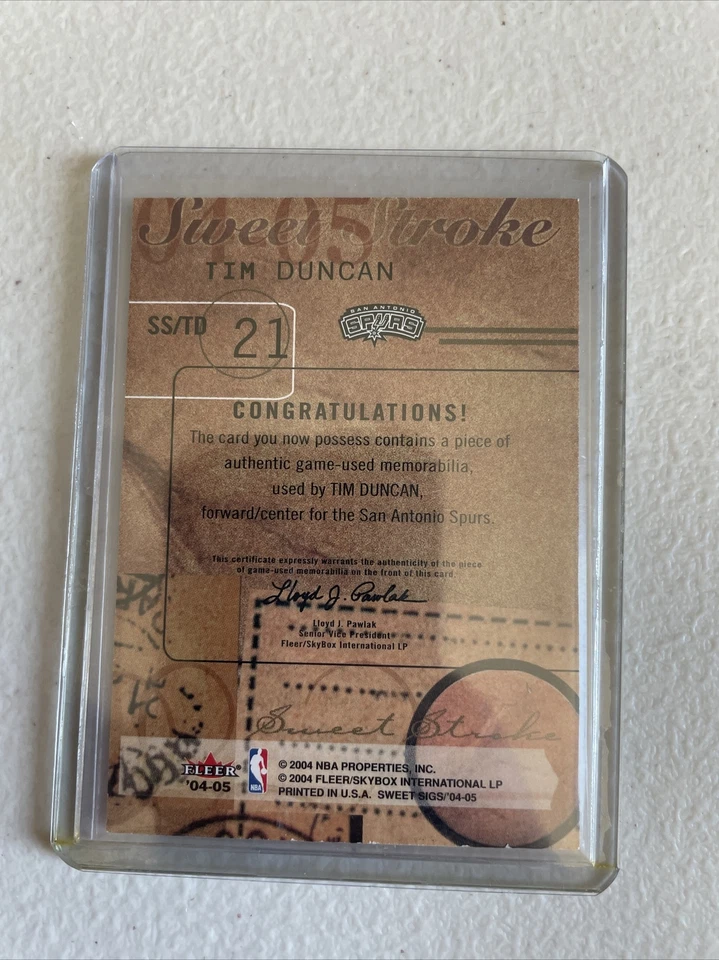 04-05
Sweet Stroke
TIM DUNCAN
SS/TD 21
SAN ANTONIO
SPURS
CONGRATULATIONS!
The card you now possess contains a piece of
authentic game-used memorabilia,
used by TIM DUNCAN,
forward/center for the San Antonio Spurs.
This certificate expressly warrants the authenticity of the piece
of game-used memorabilia on the front of this card.
Lloyd J. Pawlak
Lloyd J. Pawlak
Senior Vice President
Fleer/SkyBox International LP
Sweet Stroke
FLEER
'04-05
NBA
© 2004 NBA PROPERTIES, INC.
© 2004 FLEER/SKYBOX INTERNATIONAL LP
PRINTED IN U.S.A. SWEET SIGS/'04-05